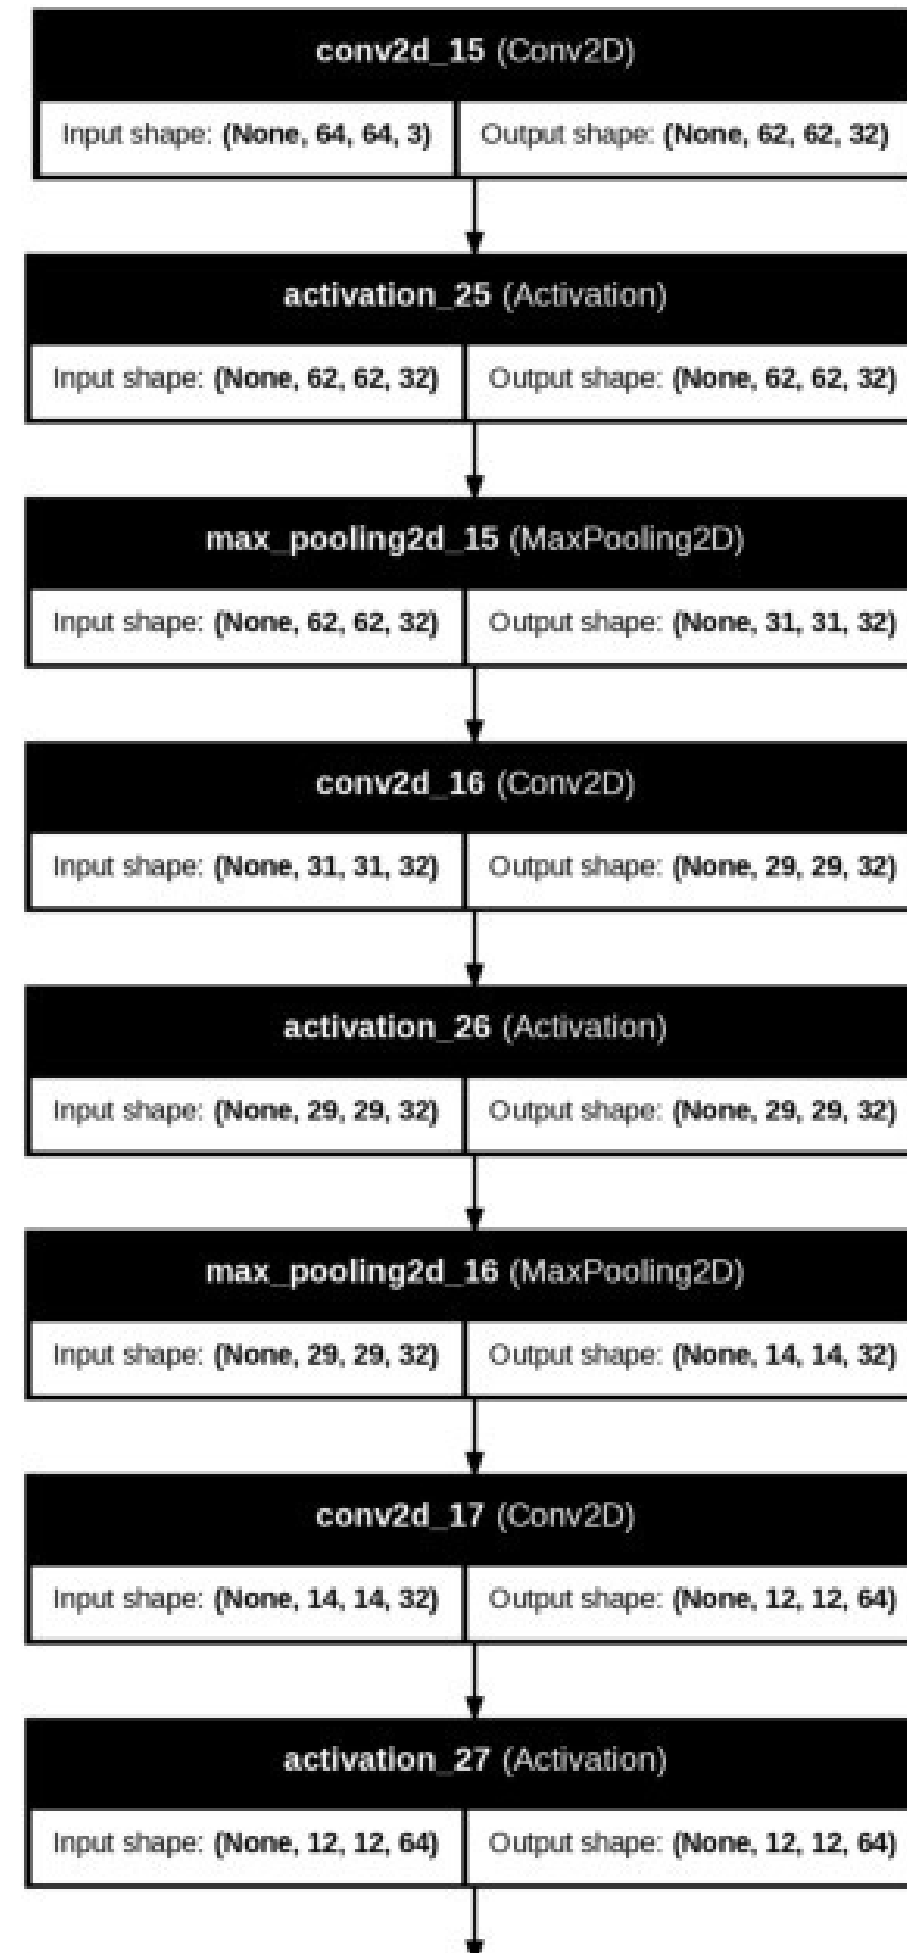 conv2d_15 (Conv2D)
Input shape: (None, 64, 64, 3) Output shape: (None, 62, 62, 32)
activation_25 (Activation)
Input shape: (None, 62, 62, 32) Output shape: (None, 62, 62, 32)
max_pooling2d_15 (MaxPooling2D)
Input shape: (None, 62, 62, 32) Output shape: (None, 31, 31, 32)
conv2d_16 (Conv2D)
Input shape: (None, 31, 31, 32) Output shape: (None, 29, 29, 32)
activation_26 (Activation)
Input shape: (None, 29, 29, 32) Output shape: (None, 29, 29, 32)
max_pooling2d_16 (MaxPooling2D)
Input shape: (None, 29, 29, 32) Output shape: (None, 14, 14, 32)
conv2d_17 (Conv2D)
Input shape: (None, 14, 14, 32) Output shape: (None, 12, 12, 64)
activation_27 (Activation)
Input shape: (None, 12, 12, 64) Output shape: (None, 12, 12, 64)